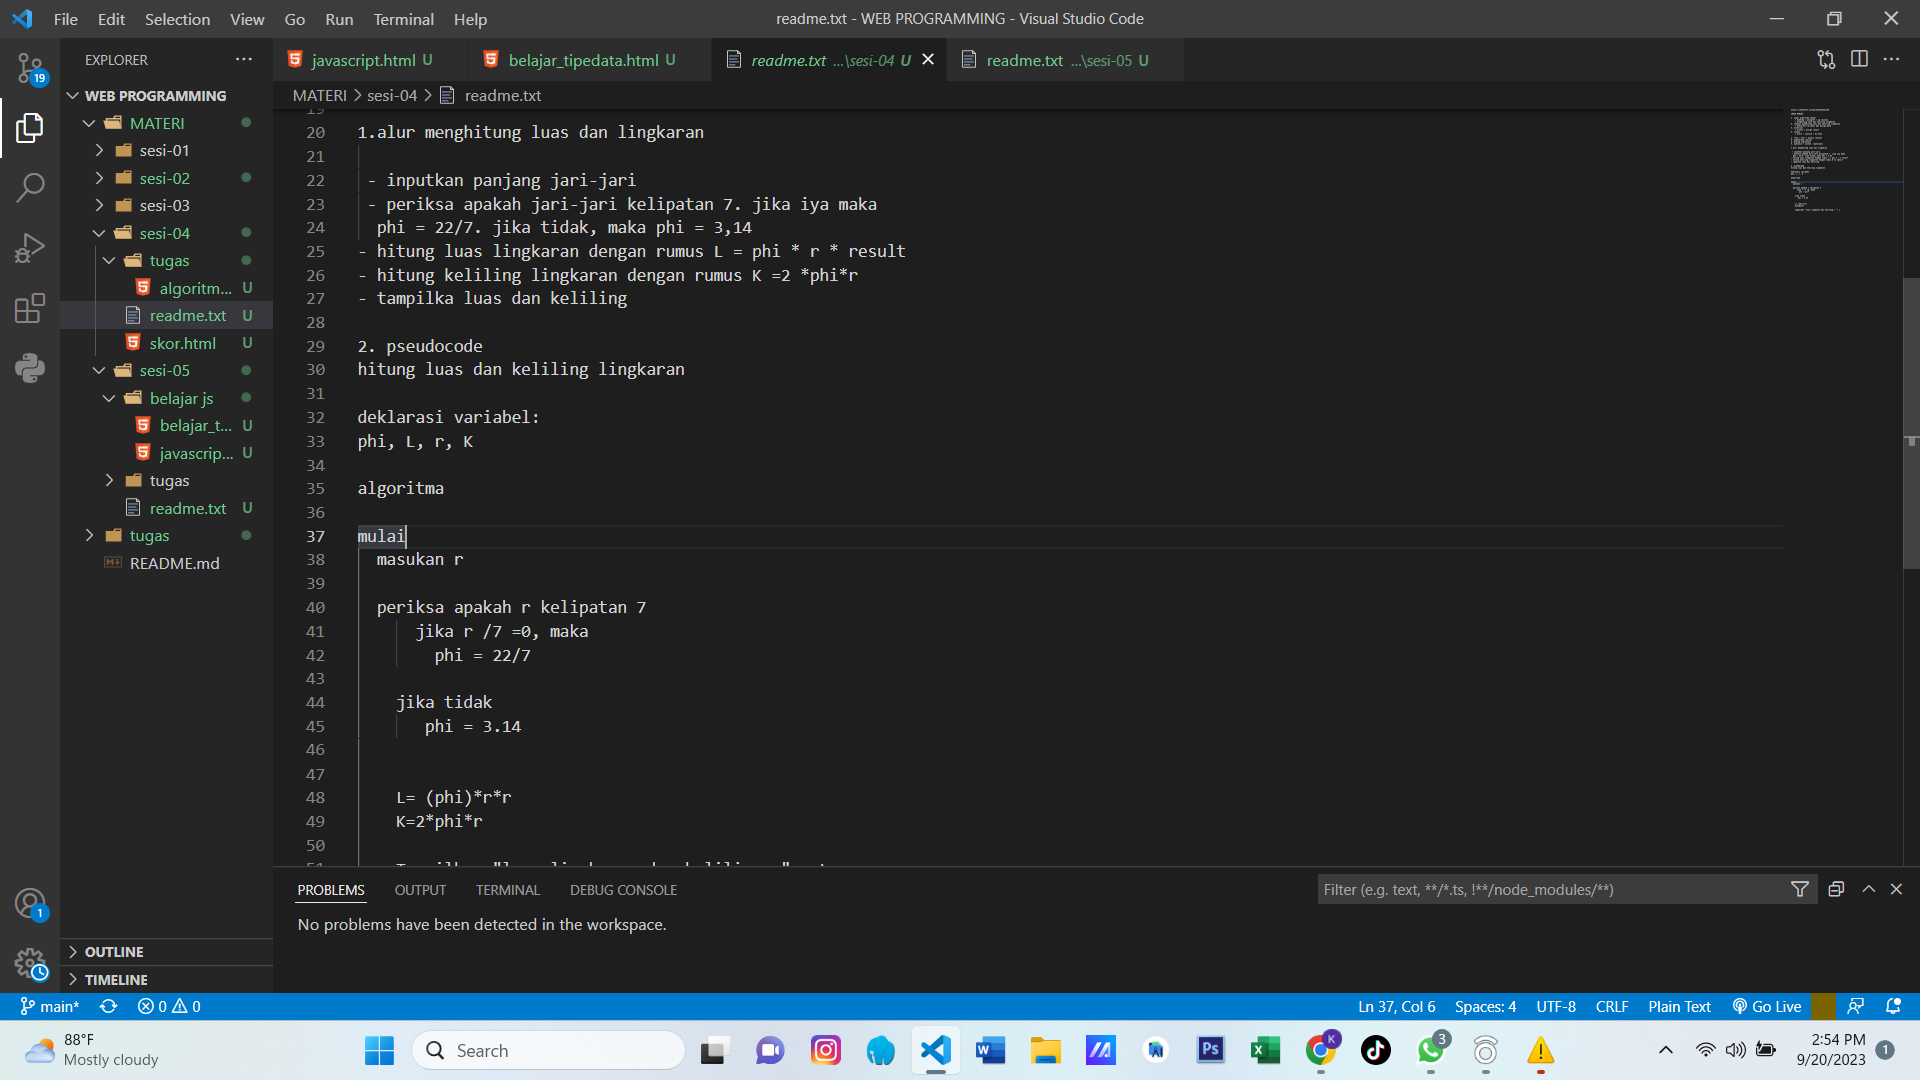 File Edit Selection View Go Run Terminal Help
readme.txt - WEB PROGRAMMING - Visual Studio Code
EXPLORER
javascript.html U
belajar_tipedata.html U
readme.txt ...\sesi-04 U
readme.txt ...\sesi-05 U
MATERI > sesi-04 > readme.txt
19
WEB PROGRAMMING
MATERI
sesi-01
sesi-02
sesi-03
sesi-04
tugas
algoritm... U
readme.txt U
skor.html U
sesi-05
belajar js
belajar_t... U
javascrip... U
tugas
readme.txt U
tugas
README.md
OUTLINE
TIMELINE
19
20 1.alur menghitung luas dan lingkaran
21
22 - inputkan panjang jari-jari
23 - periksa apakah jari-jari kelipatan 7. jika iya maka
24 phi = 22/7. jika tidak, maka phi = 3,14
25 - hitung luas lingkaran dengan rumus L = phi * r * result
26 - hitung keliling lingkaran dengan rumus K =2 *phi*r
27 - tampilka luas dan keliling
28
29 2. pseudocode
30 hitung luas dan keliling lingkaran
31
32 deklarasi variabel:
33 phi, L, r, K
34
35 algoritma
36
37 mulai
38 masukan r
39
40 periksa apakah r kelipatan 7
41 jika r /7 =0, maka
42 phi = 22/7
43
44 jika tidak
45 phi = 3.14
46
47
48 L= (phi)*r*r
49 K=2*phi*r
50
PROBLEMS OUTPUT TERMINAL DEBUG CONSOLE
Filter (e.g. text, **/*.ts, !**/node_modules/**)
No problems have been detected in the workspace.
1
main* 0 0
Ln 37, Col 6 Spaces: 4 UTF-8 CRLF Plain Text Go Live
88°F
Mostly cloudy
Search
Ps
K
3
2:54 PM
9/20/2023
1